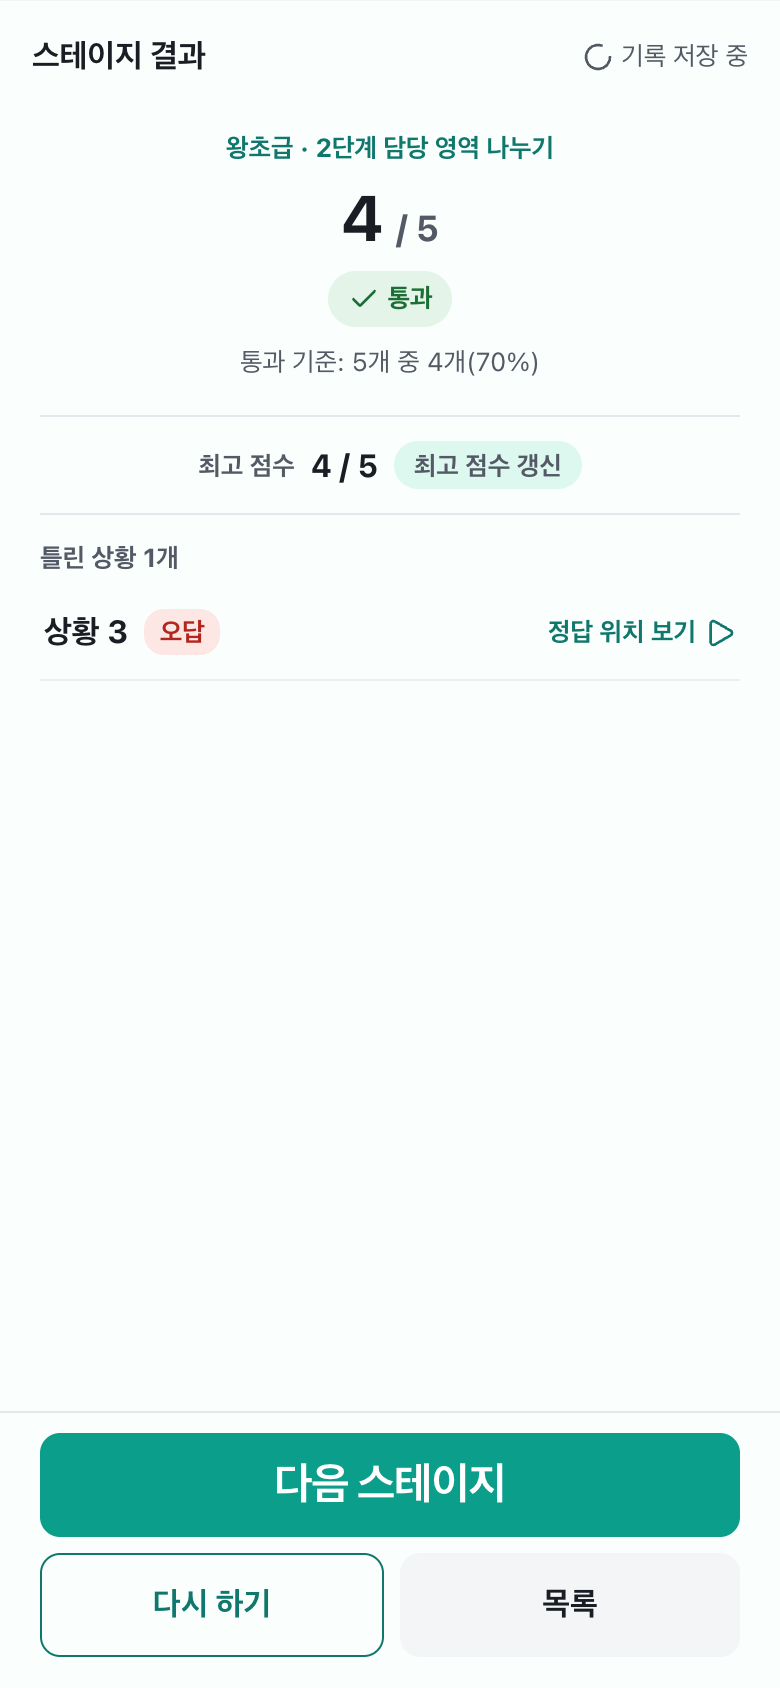 스테이지 결과
기록 저장 중
왕초급 · 2단계 담당 영역 나누기
4 / 5
통과
통과 기준: 5개 중 4개(70%)
최고 점수 4 / 5 최고 점수 갱신
틀린 상황 1개
상황 3 오답 정답 위치 보기
다음 스테이지
다시 하기
목록